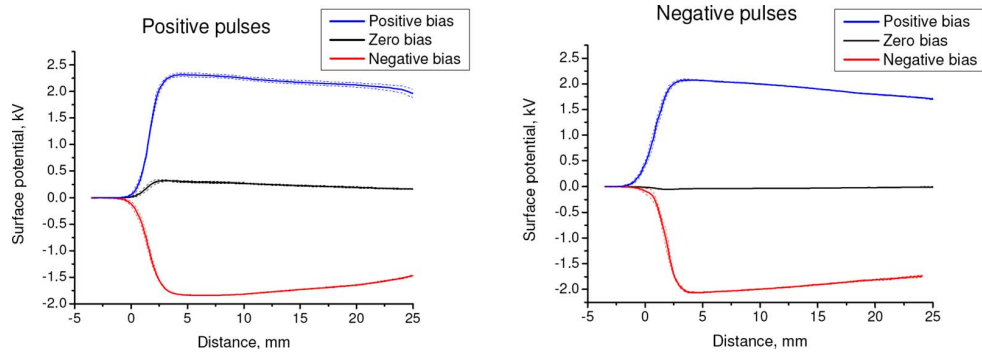 Positive pulses
Positive bias
Zero bias
Negative bias
2.5
2.0
1.5
1.0
0.5
0.0
-0.5
-1.0
-1.5
-2.0
Surface potential, kV
-5
0
5
10
15
20
25
Distance, mm
Negative pulses
Positive bias
Zero bias
Negative bias
2.5
2.0
1.5
1.0
0.5
0.0
-0.5
-1.0
-1.5
-2.0
Surface potential, kV
-5
0
5
10
15
20
25
Distance, mm